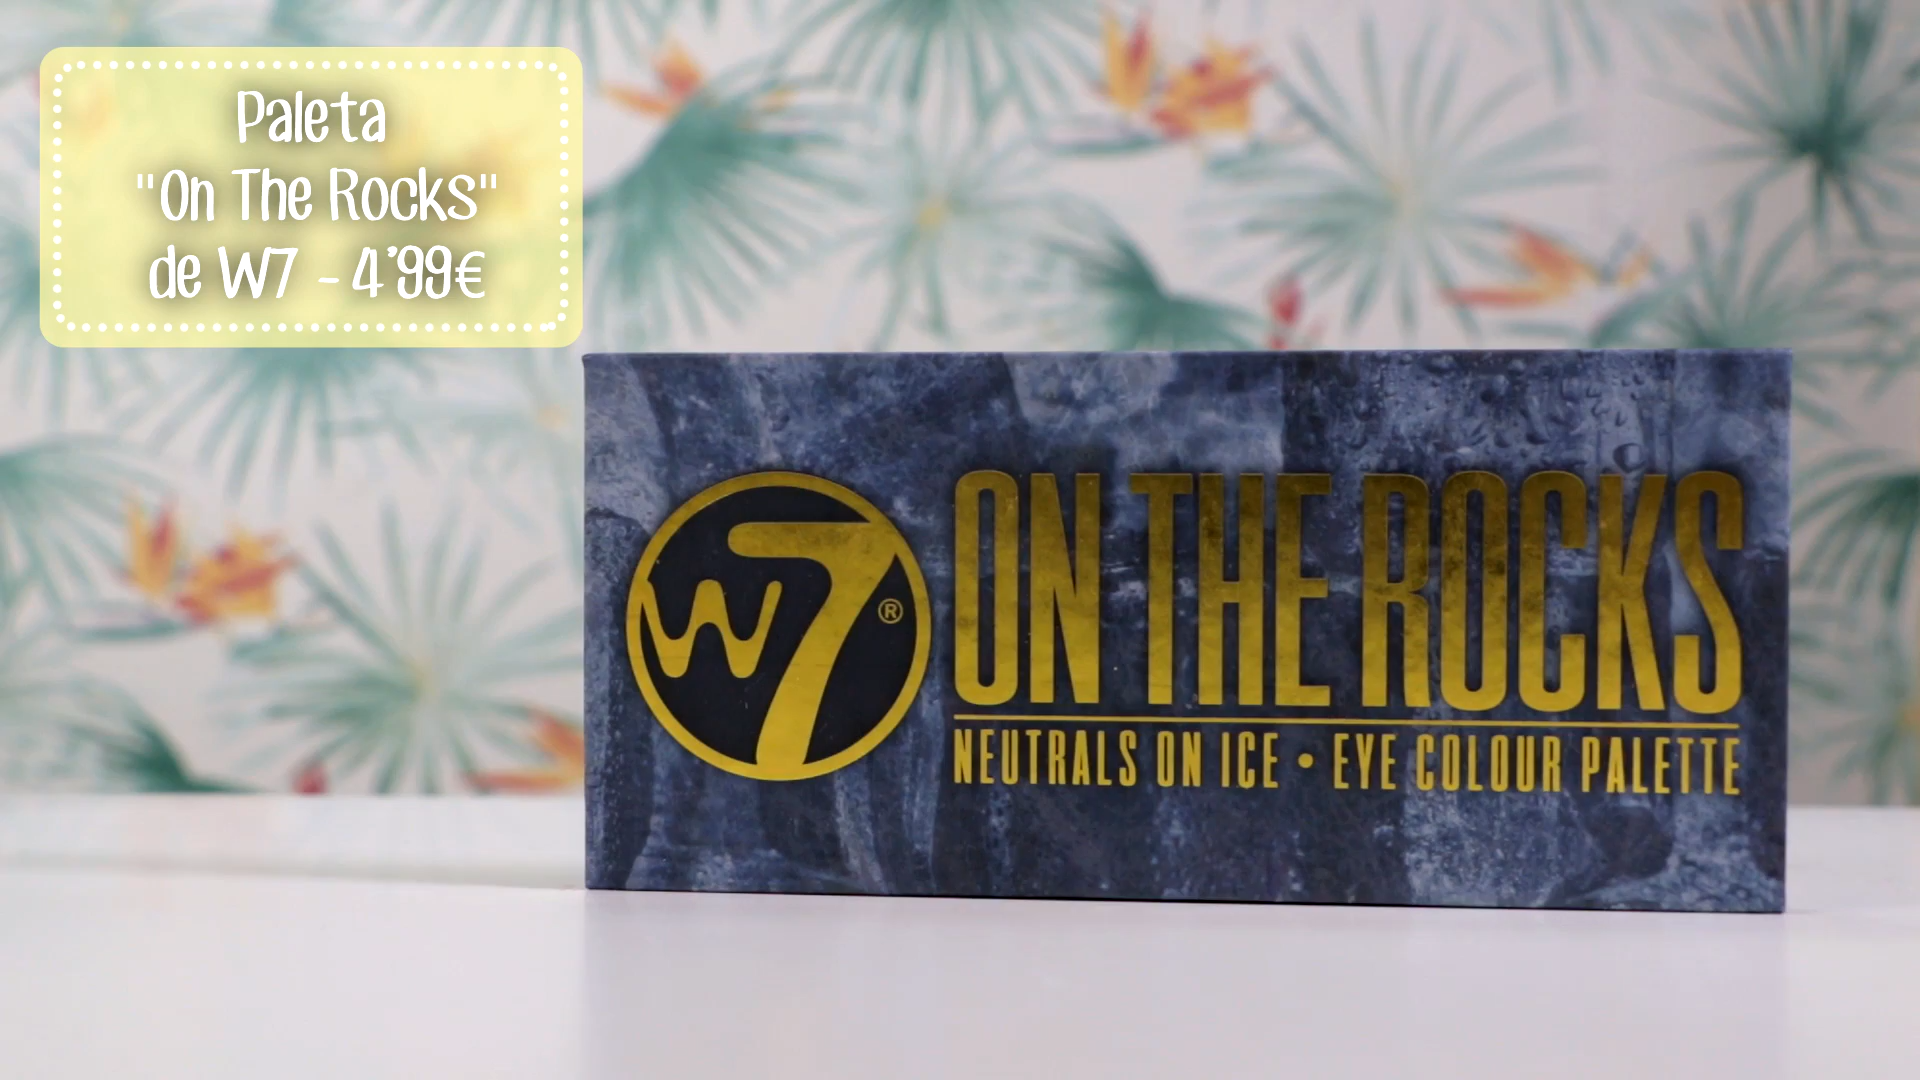 Paleta
"On The Rocks"
de W7 - 4'99€
W7 ®
ON THE ROCKS
NEUTRALS ON ICE • EYE COLOUR PALETTE